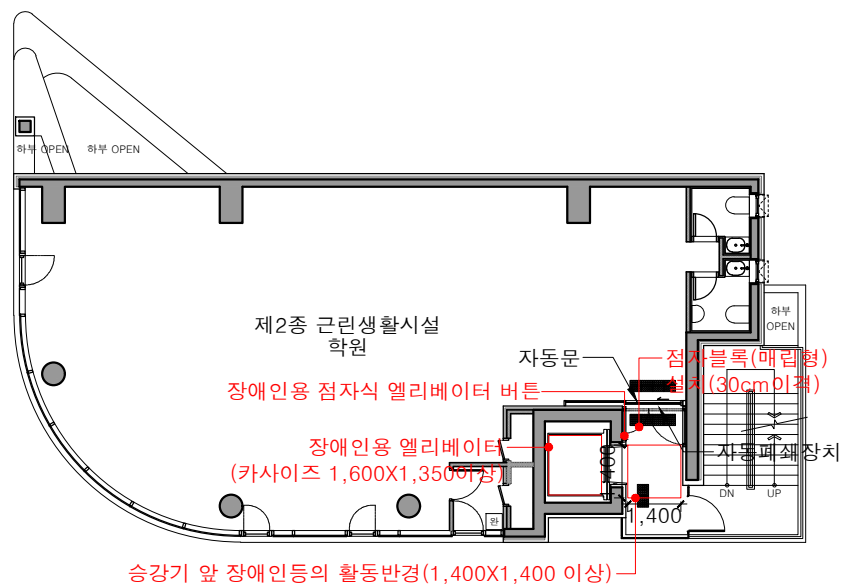 하부 OPEN
하부 OPEN
하부
OPEN
제2종 근린생활시설
학원
자동문
점자블록(매립형)
설치(30cm이격)
장애인용 점자식 엘리베이터 버튼
장애인용 엘리베이터
(카사이즈 1,600X1,350이상)
자동폐쇄장치
1,400
DN
UP
완
승강기 앞 장애인등의 활동반경(1,400X1,400 이상)